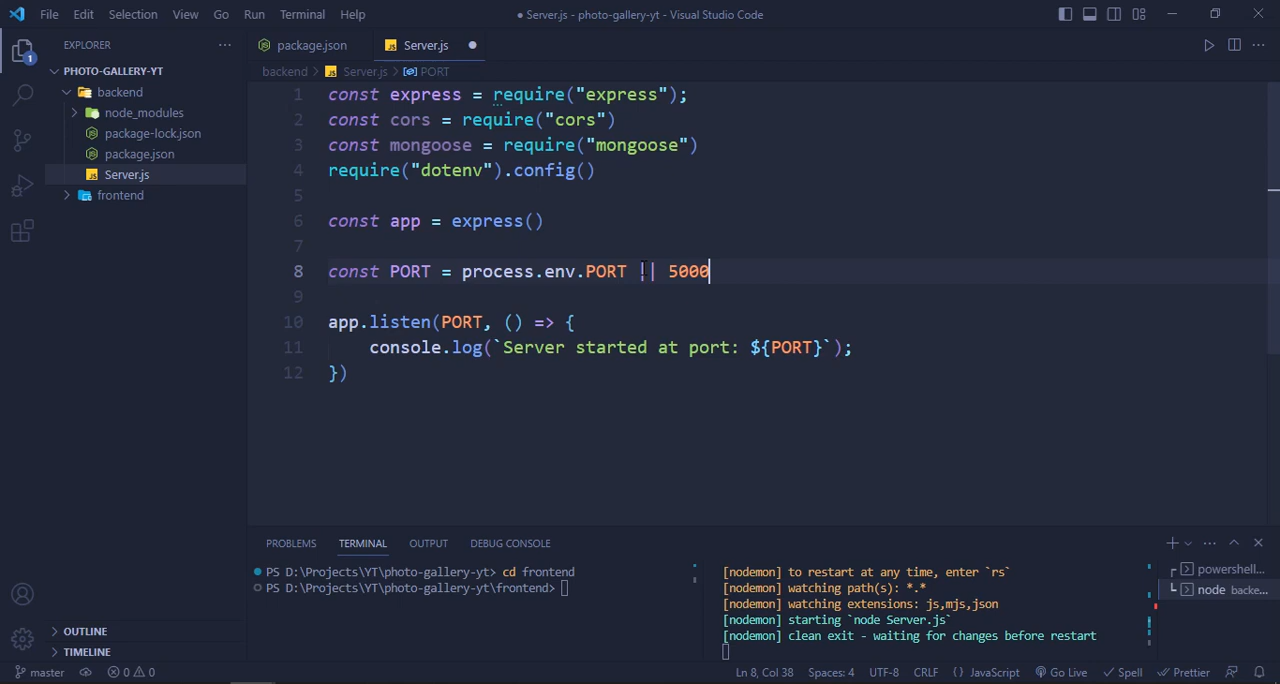 File Edit Selection View Go Run Terminal Help
● Server.js - photo-gallery-yt - Visual Studio Code
EXPLORER
package.json
Server.js
PHOTO-GALLERY-YT
backend
node_modules
package-lock.json
package.json
Server.js
frontend
backend > Server.js > PORT
1 const express = require("express");
2 const cors = require("cors")
3 const mongoose = require("mongoose")
4 require("dotenv").config()
5
6 const app = express()
7
8 const PORT = process.env.PORT || 5000
9
10 app.listen(PORT, () => {
11 console.log(`Server started at port: ${PORT}`);
12 })
PROBLEMS TERMINAL OUTPUT DEBUG CONSOLE
PS D:\Projects\YT\photo-gallery-yt> cd frontend
PS D:\Projects\YT\photo-gallery-yt\frontend>
[nodemon] to restart at any time, enter `rs`
[nodemon] watching path(s): *.*
[nodemon] watching extensions: js,mjs,json
[nodemon] starting `node Server.js`
[nodemon] clean exit - waiting for changes before restart
powershell...
node backe...
OUTLINE
TIMELINE
1
master
0 0
Ln 8, Col 38
Spaces: 4
UTF-8
CRLF
{ } JavaScript
Go Live
Spell
Prettier